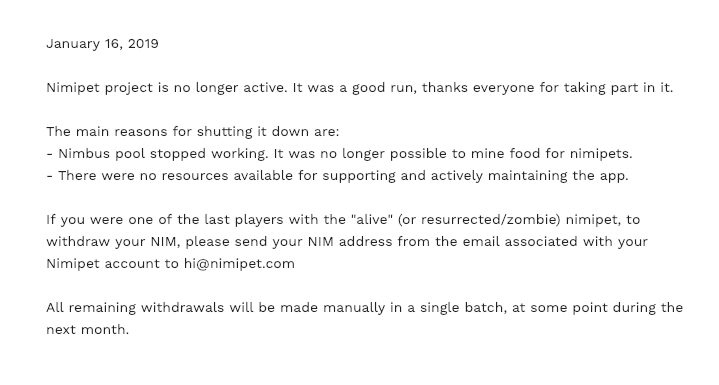 January 16, 2019
Nimipet project is no longer active. It was a good run, thanks everyone for taking part in it.
The main reasons for shutting it down are:
- Nimbus pool stopped working. It was no longer possible to mine food for nimipets.
- There were no resources available for supporting and actively maintaining the app.
If you were one of the last players with the "alive" (or resurrected/zombie) nimipet, to
withdraw your NIM, please send your NIM address from the email associated with your
Nimipet account to hi@nimipet.com
All remaining withdrawals will be made manually in a single batch, at some point during the
next month.